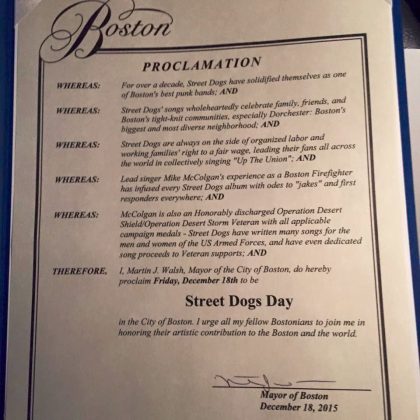 Boston
PROCLAMATION
WHEREAS: For over a decade, Street Dogs have solidified themselves as one
of Boston's best punk bands; AND
WHEREAS: Street Dogs' songs wholeheartedly celebrate family, friends, and
Boston's tight-knit communities, especially Dorchester: Boston's
biggest and most diverse neighborhood; AND
WHEREAS: Street Dogs are always on the side of organized labor and
working families' right to a fair wage, leading their fans all across
the world in collectively singing "Up The Union"; AND
WHEREAS: Lead singer Mike McColgan's experience as a Boston Firefighter
has infused every Street Dogs album with odes to "jakes" and first
responders everywhere; AND
WHEREAS: McColgan is also an Honorably discharged Operation Desert
Shield/Operation Desert Storm Veteran with all applicable
campaign medals - Street Dogs have written many songs for the
men and women of the US Armed Forces, and have even dedicated
song proceeds to Veteran supports; AND
THEREFORE, I, Martin J. Walsh, Mayor of the City of Boston, do hereby
proclaim Friday, December 18th to be
Street Dogs Day
in the City of Boston. I urge all my fellow Bostonians to join me in
honoring their artistic contribution to the Boston and the world.
Mayor of Boston
December 18, 2015